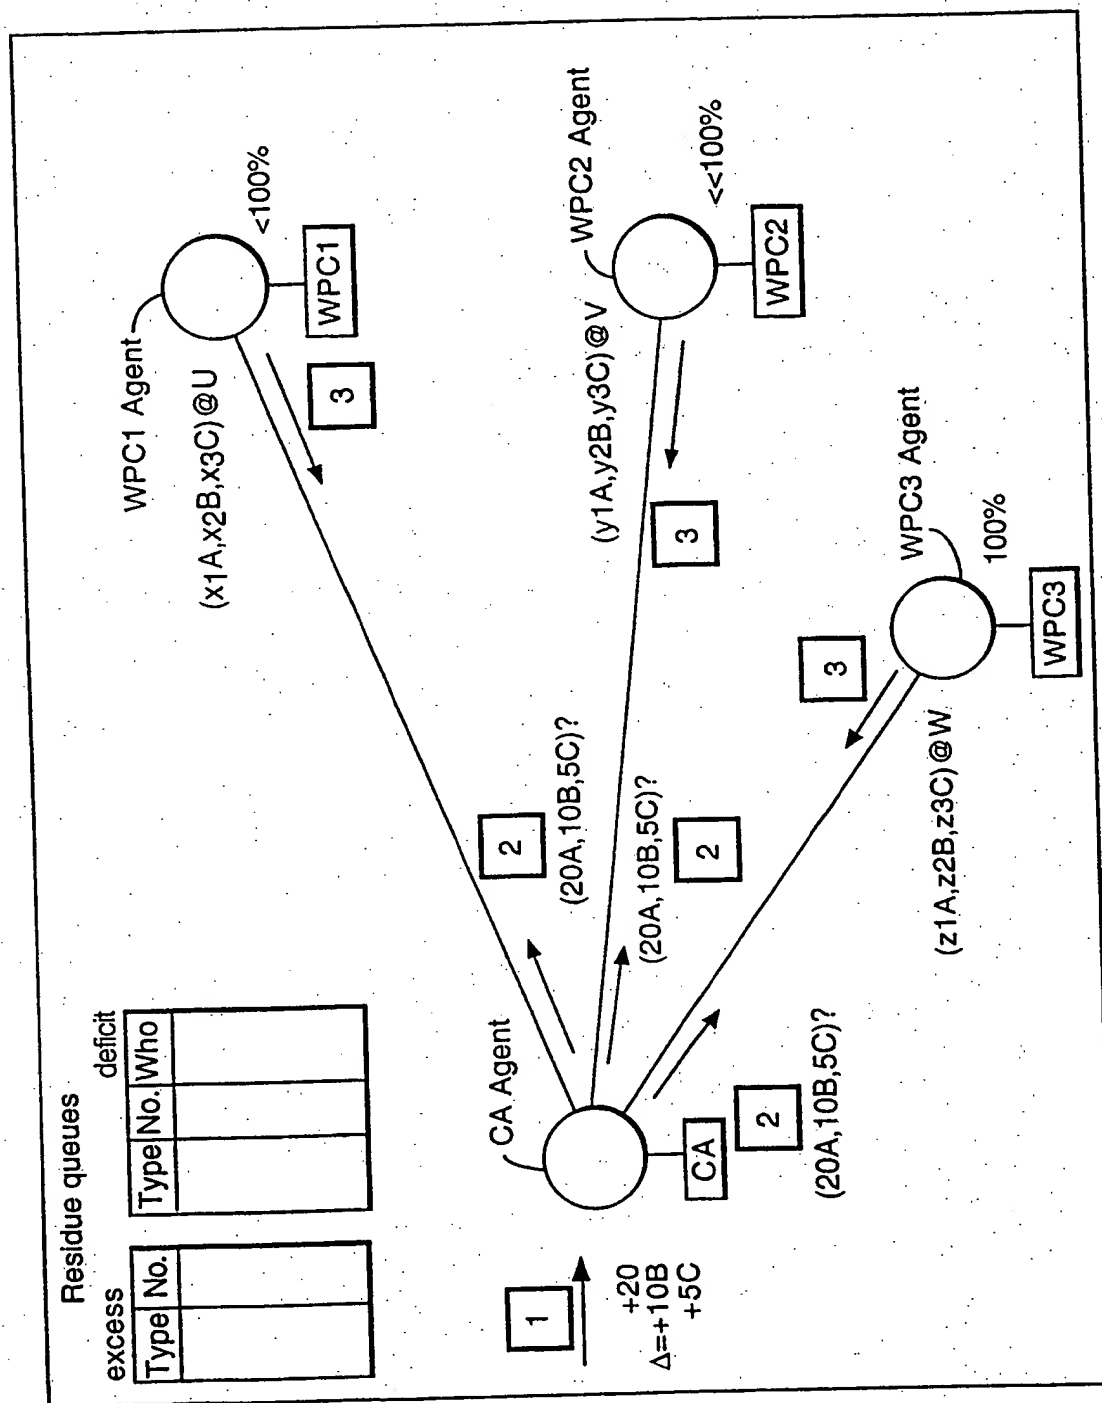 Residue queues
excess
deficit
Type No.
Type No. Who
1
+20
Δ=+10B
+5C
CA Agent
CA
2
(20A,10B,5C)?
2
(20A,10B,5C)?
2
(20A,10B,5C)?
WPC1 Agent
(x1A,x2B,x3C)@U
<100%
WPC1
3
WPC2 Agent
(y1A,y2B,y3C)@V
<<100%
WPC2
3
WPC3 Agent
(z1A,z2B,z3C)@W
100%
WPC3
3